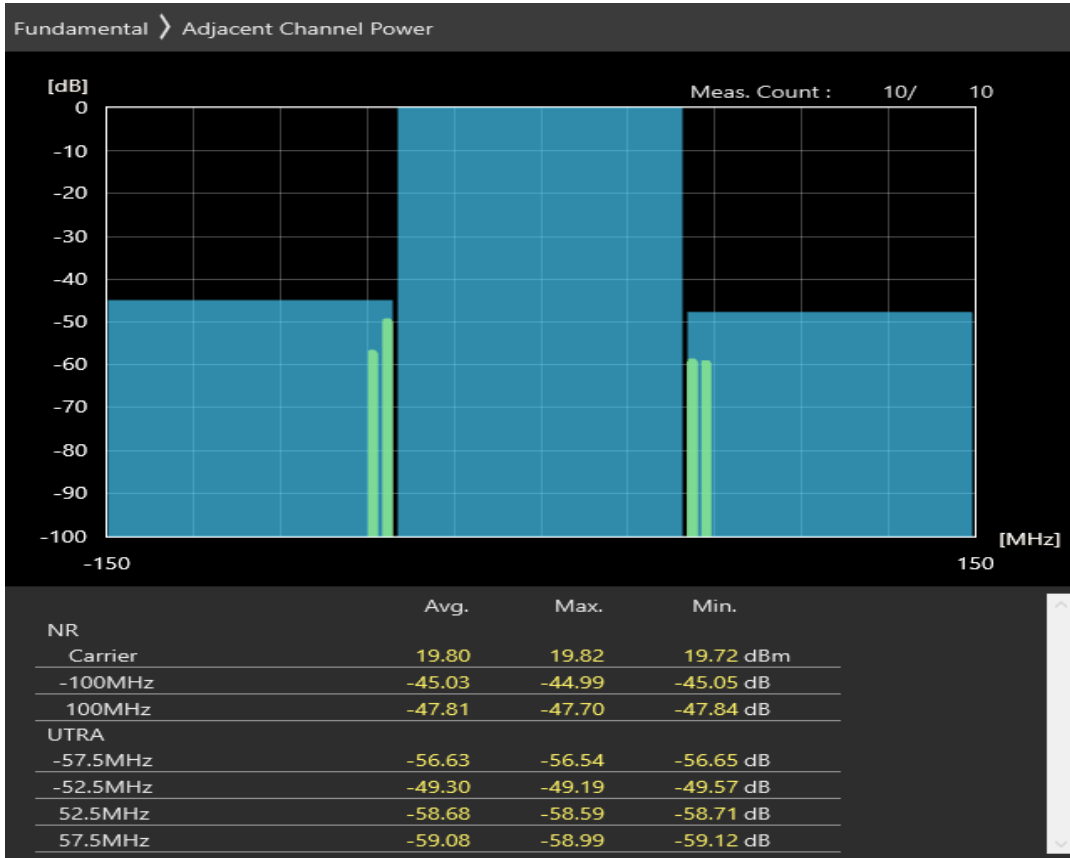 Fundamental 》 Adjacent Channel Power
[dB]
Meas. Count : 10/ 10
0
-10
-20
-30
-40
-50
-60
-70
-80
-90
-100
[MHz]
-150 150
Avg. Max. Min.
NR
Carrier 19.80 19.82 19.72 dBm
-100MHz -45.03 -44.99 -45.05 dB
100MHz -47.81 -47.70 -47.84 dB
UTRA
-57.5MHz -56.63 -56.54 -56.65 dB
-52.5MHz -49.30 -49.19 -49.57 dB
52.5MHz -58.68 -58.59 -58.71 dB
57.5MHz -59.08 -58.99 -59.12 dB